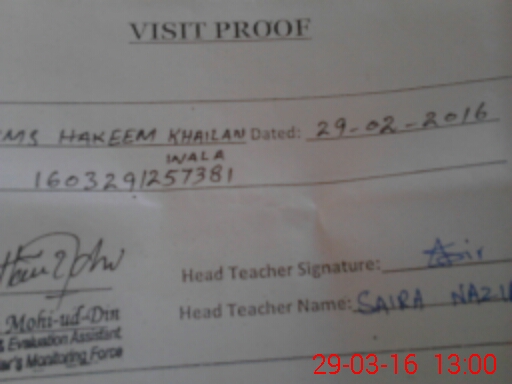 VISIT PROOF
MS HAKEEM KHAILAN Dated: 29-02-2016
WALA
1603291257381
Head Teacher Signature:
Mohi-ud-Din Head Teacher Name: SAIRA
& Evaluation Assistant
Monitoring Force
29-03-16 13:00